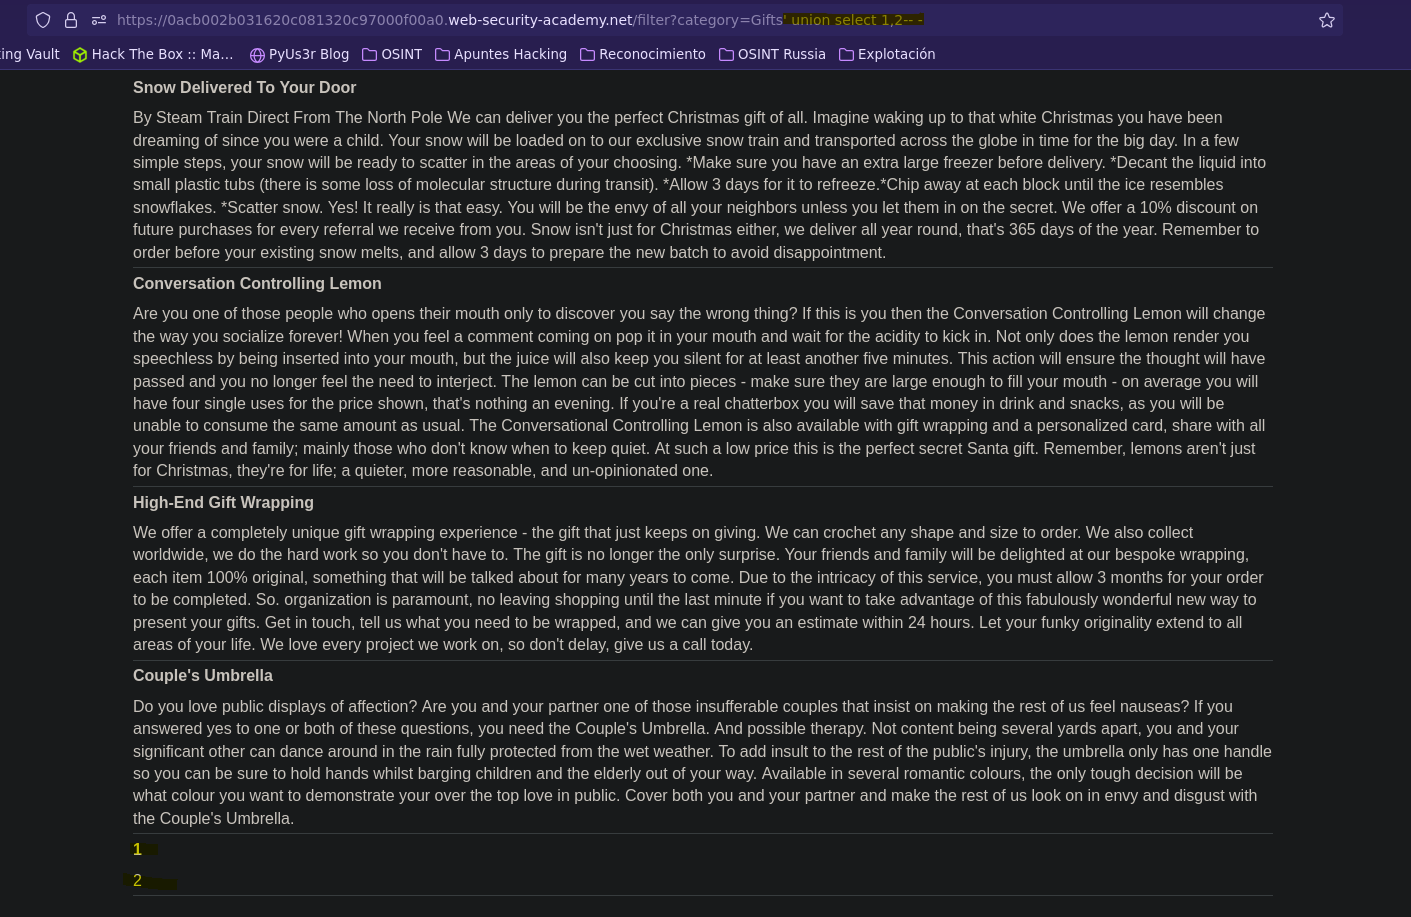 https://0acb002b031620c081320c97000f00a0.web-security-academy.net/filter?category=Gifts' union select 1,2-- -
ing Vault Hack The Box :: Ma… PyUs3r Blog OSINT Apuntes Hacking Reconocimiento OSINT Russia Explotación
Snow Delivered To Your Door
By Steam Train Direct From The North Pole We can deliver you the perfect Christmas gift of all. Imagine waking up to that white Christmas you have been
dreaming of since you were a child. Your snow will be loaded on to our exclusive snow train and transported across the globe in time for the big day. In a few
simple steps, your snow will be ready to scatter in the areas of your choosing. *Make sure you have an extra large freezer before delivery. *Decant the liquid into
small plastic tubs (there is some loss of molecular structure during transit). *Allow 3 days for it to refreeze.*Chip away at each block until the ice resembles
snowflakes. *Scatter snow. Yes! It really is that easy. You will be the envy of all your neighbors unless you let them in on the secret. We offer a 10% discount on
future purchases for every referral we receive from you. Snow isn't just for Christmas either, we deliver all year round, that's 365 days of the year. Remember to
order before your existing snow melts, and allow 3 days to prepare the new batch to avoid disappointment.
Conversation Controlling Lemon
Are you one of those people who opens their mouth only to discover you say the wrong thing? If this is you then the Conversation Controlling Lemon will change
the way you socialize forever! When you feel a comment coming on pop it in your mouth and wait for the acidity to kick in. Not only does the lemon render you
speechless by being inserted into your mouth, but the juice will also keep you silent for at least another five minutes. This action will ensure the thought will have
passed and you no longer feel the need to interject. The lemon can be cut into pieces - make sure they are large enough to fill your mouth - on average you will
have four single uses for the price shown, that's nothing an evening. If you're a real chatterbox you will save that money in drink and snacks, as you will be
unable to consume the same amount as usual. The Conversational Controlling Lemon is also available with gift wrapping and a personalized card, share with all
your friends and family; mainly those who don't know when to keep quiet. At such a low price this is the perfect secret Santa gift. Remember, lemons aren't just
for Christmas, they're for life; a quieter, more reasonable, and un-opinionated one.
High-End Gift Wrapping
We offer a completely unique gift wrapping experience - the gift that just keeps on giving. We can crochet any shape and size to order. We also collect
worldwide, we do the hard work so you don't have to. The gift is no longer the only surprise. Your friends and family will be delighted at our bespoke wrapping,
each item 100% original, something that will be talked about for many years to come. Due to the intricacy of this service, you must allow 3 months for your order
to be completed. So. organization is paramount, no leaving shopping until the last minute if you want to take advantage of this fabulously wonderful new way to
present your gifts. Get in touch, tell us what you need to be wrapped, and we can give you an estimate within 24 hours. Let your funky originality extend to all
areas of your life. We love every project we work on, so don't delay, give us a call today.
Couple's Umbrella
Do you love public displays of affection? Are you and your partner one of those insufferable couples that insist on making the rest of us feel nauseas? If you
answered yes to one or both of these questions, you need the Couple's Umbrella. And possible therapy. Not content being several yards apart, you and your
significant other can dance around in the rain fully protected from the wet weather. To add insult to the rest of the public's injury, the umbrella only has one handle
so you can be sure to hold hands whilst barging children and the elderly out of your way. Available in several romantic colours, the only tough decision will be
what colour you want to demonstrate your over the top love in public. Cover both you and your partner and make the rest of us look on in envy and disgust with
the Couple's Umbrella.
1
2